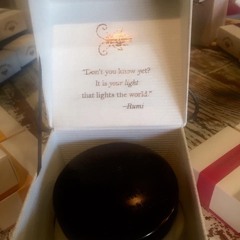 "Don't you know yet?
It is your light
that lights the world."
–Rumi